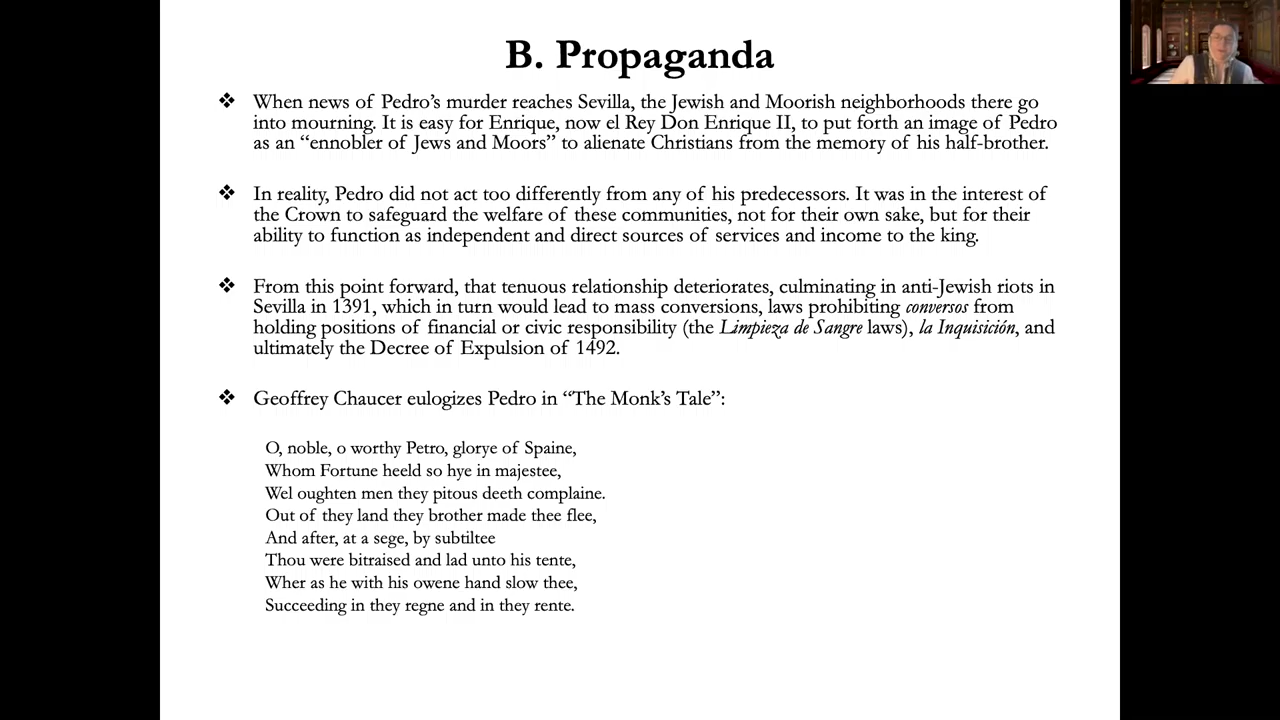 B. Propaganda
❖ When news of Pedro’s murder reaches Sevilla, the Jewish and Moorish neighborhoods there go
into mourning. It is easy for Enrique, now el Rey Don Enrique II, to put forth an image of Pedro
as an “ennobler of Jews and Moors” to alienate Christians from the memory of his half-brother.
❖ In reality, Pedro did not act too differently from any of his predecessors. It was in the interest of
the Crown to safeguard the welfare of these communities, not for their own sake, but for their
ability to function as independent and direct sources of services and income to the king.
❖ From this point forward, that tenuous relationship deteriorates, culminating in anti-Jewish riots in
Sevilla in 1391, which in turn would lead to mass conversions, laws prohibiting conversos from
holding positions of financial or civic responsibility (the Limpieza de Sangre laws), la Inquisición, and
ultimately the Decree of Expulsion of 1492.
❖ Geoffrey Chaucer eulogizes Pedro in “The Monk’s Tale”:
O, noble, o worthy Petro, glorye of Spaine,
Whom Fortune heeld so hye in majestee,
Wel oughten men they pitous deeth complaine.
Out of they land they brother made thee flee,
And after, at a sege, by subtiltee
Thou were bitraised and lad unto his tente,
Wher as he with his owene hand slow thee,
Succeeding in they regne and in they rente.